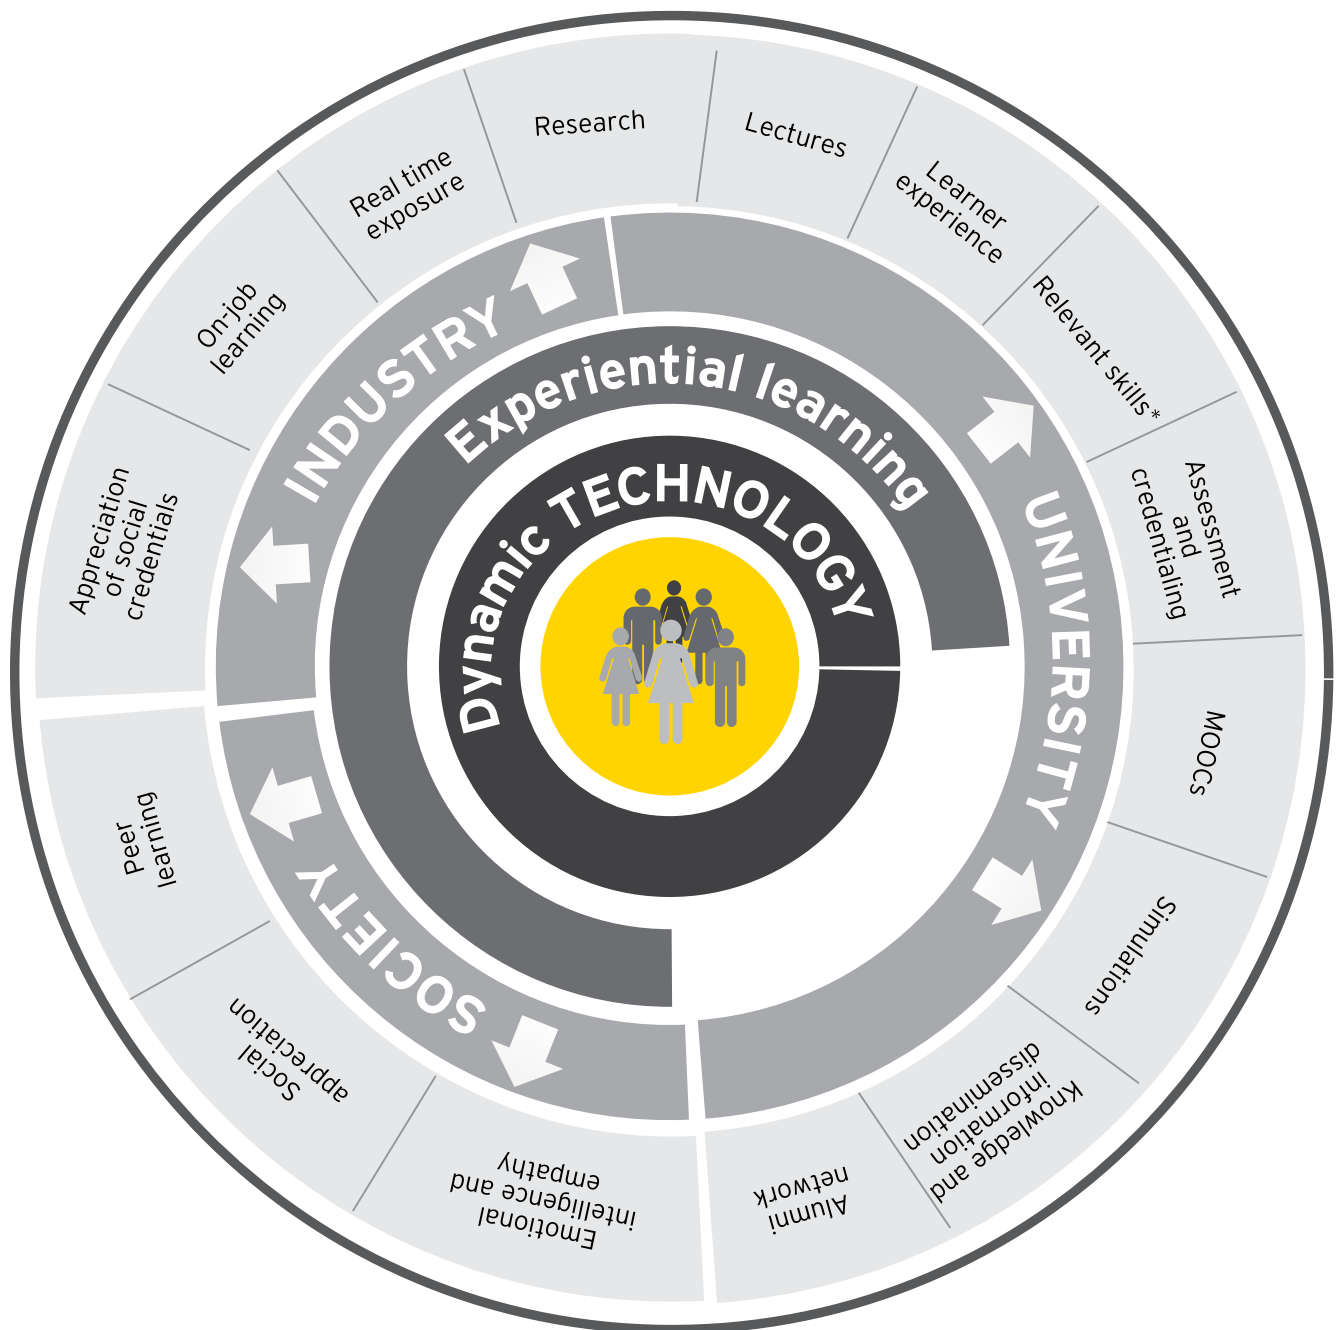 Research
Lectures
Learner
experience
Relevant skills*
Assessment
and
credentialing
MOOCs
Simulations
Knowledge and
information
dissemination
Alumni
network
Emotional
intelligence and
empathy
Social
appreciation
Peer
learning
Appreciation
of social
credentials
On-job
learning
Real time
exposure
INDUSTRY
UNIVERSITY
SOCIETY
Experiential learning
Dynamic TECHNOLOGY